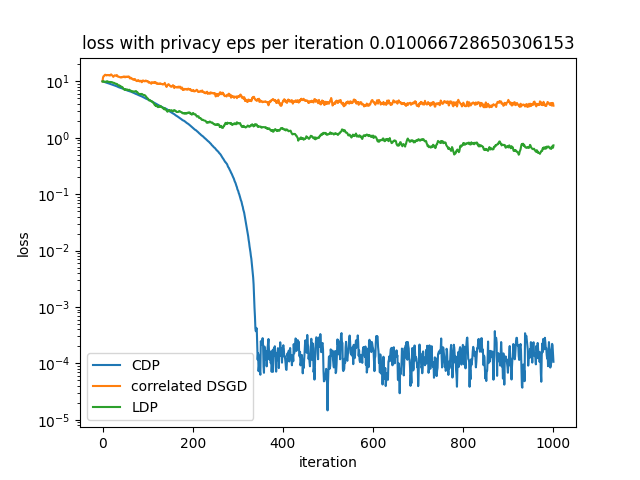 loss with privacy eps per iteration 0.010066728650306153
10¹
10⁰
10⁻¹
10⁻²
10⁻³
10⁻⁴
10⁻⁵
loss
CDP
correlated DSGD
LDP
0 200 400 600 800 1000
iteration